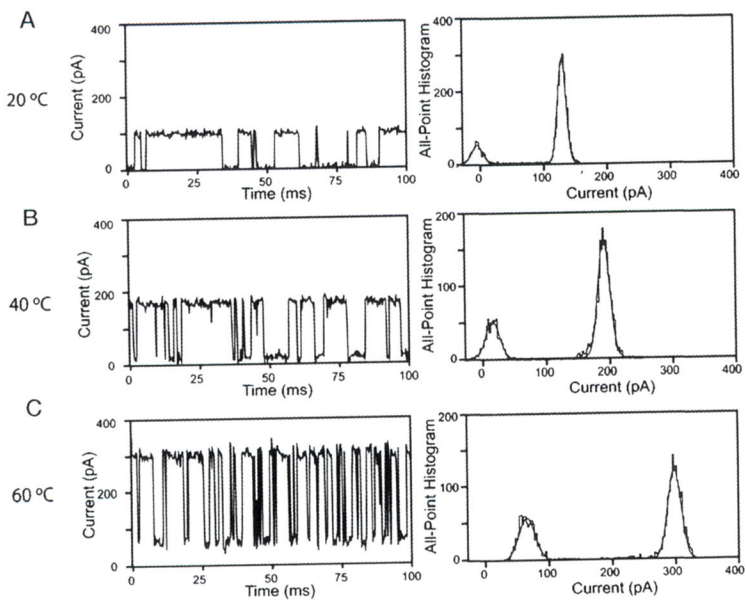 A
20 ºC
Current (pA)
400
200
0
0 25 50 75 100
Time (ms)
All-Point Histogram
400
200
0
0 100 200 300 400
Current (pA)
B
40 ºC
Current (pA)
400
200
0
0 25 50 75 100
Time (ms)
All-Point Histogram
200
100
0
0 100 200 300 400
Current (pA)
C
60 ºC
Current (pA)
400
200
0
0 25 50 75 100
Time (ms)
All-Point Histogram
200
100
0
0 100 200 300 400
Current (pA)